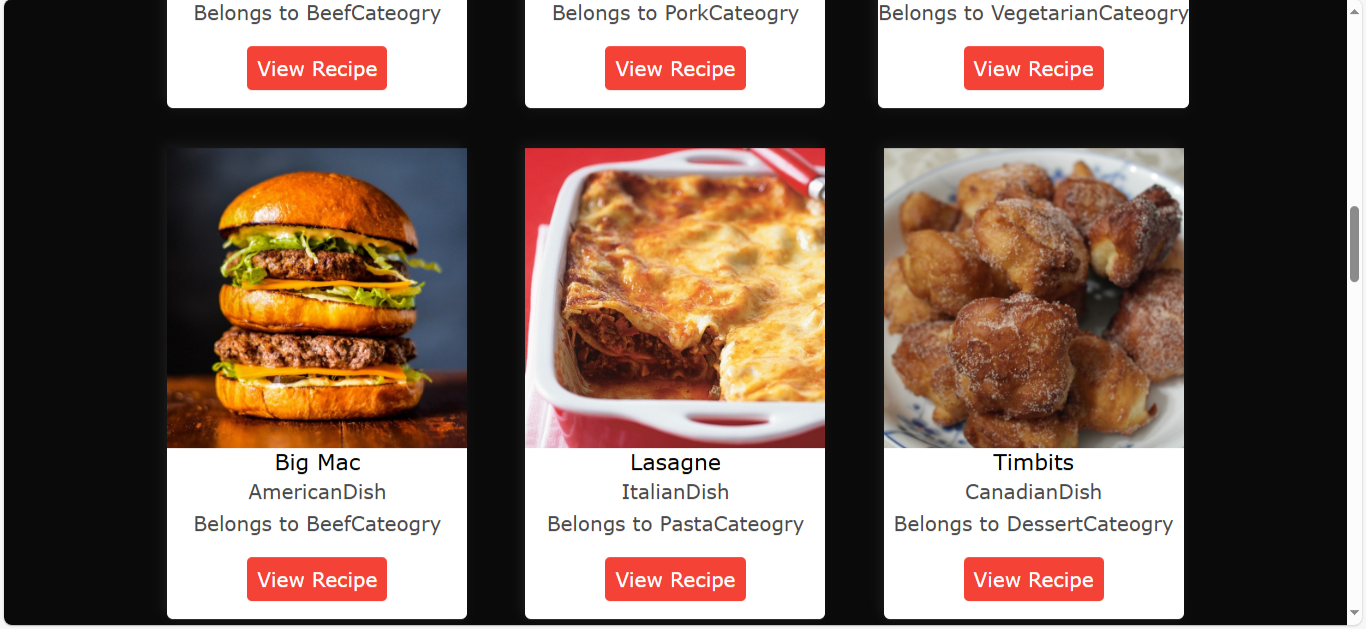 Belongs to BeefCateogry
Belongs to PorkCateogry
Belongs to VegetarianCateogry
View Recipe
View Recipe
View Recipe
Big Mac
AmericanDish
Belongs to BeefCateogry
View Recipe
Lasagne
ItalianDish
Belongs to PastaCateogry
View Recipe
Timbits
CanadianDish
Belongs to DessertCateogry
View Recipe